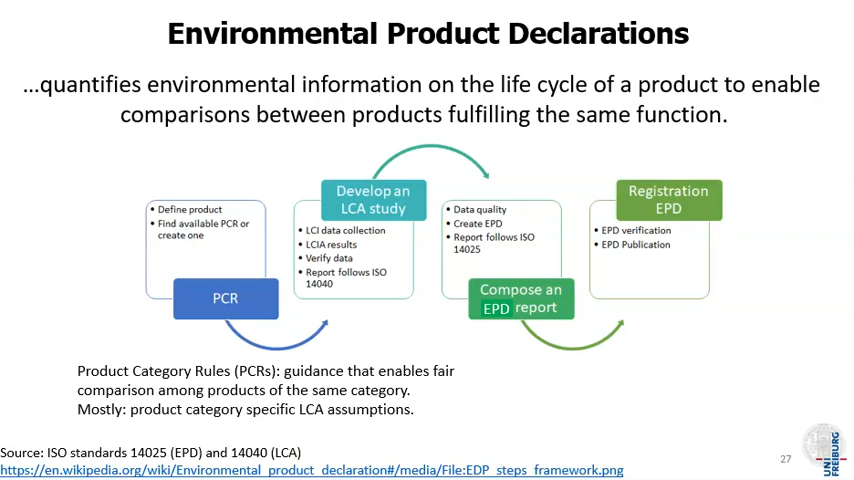 Environmental Product Declarations
...quantifies environmental information on the life cycle of a product to enable
comparisons between products fulfilling the same function.
• Define product
• Find available PCR or
create one
PCR
Develop an
LCA study
• LCI data collection
• LCIA results
• Verify data
• Report follows ISO
14040
• Data quality
• Create EPD
• Report follows ISO
14025
Compose an
EPD report
Registration
EPD
• EPD verification
• EPD Publication
Product Category Rules (PCRs): guidance that enables fair
comparison among products of the same category.
Mostly: product category specific LCA assumptions.
Source: ISO standards 14025 (EPD) and 14040 (LCA)
https://en.wikipedia.org/wiki/Environmental_product_declaration#/media/File:EDP_steps_framework.png
27
UNI
FREIBURG